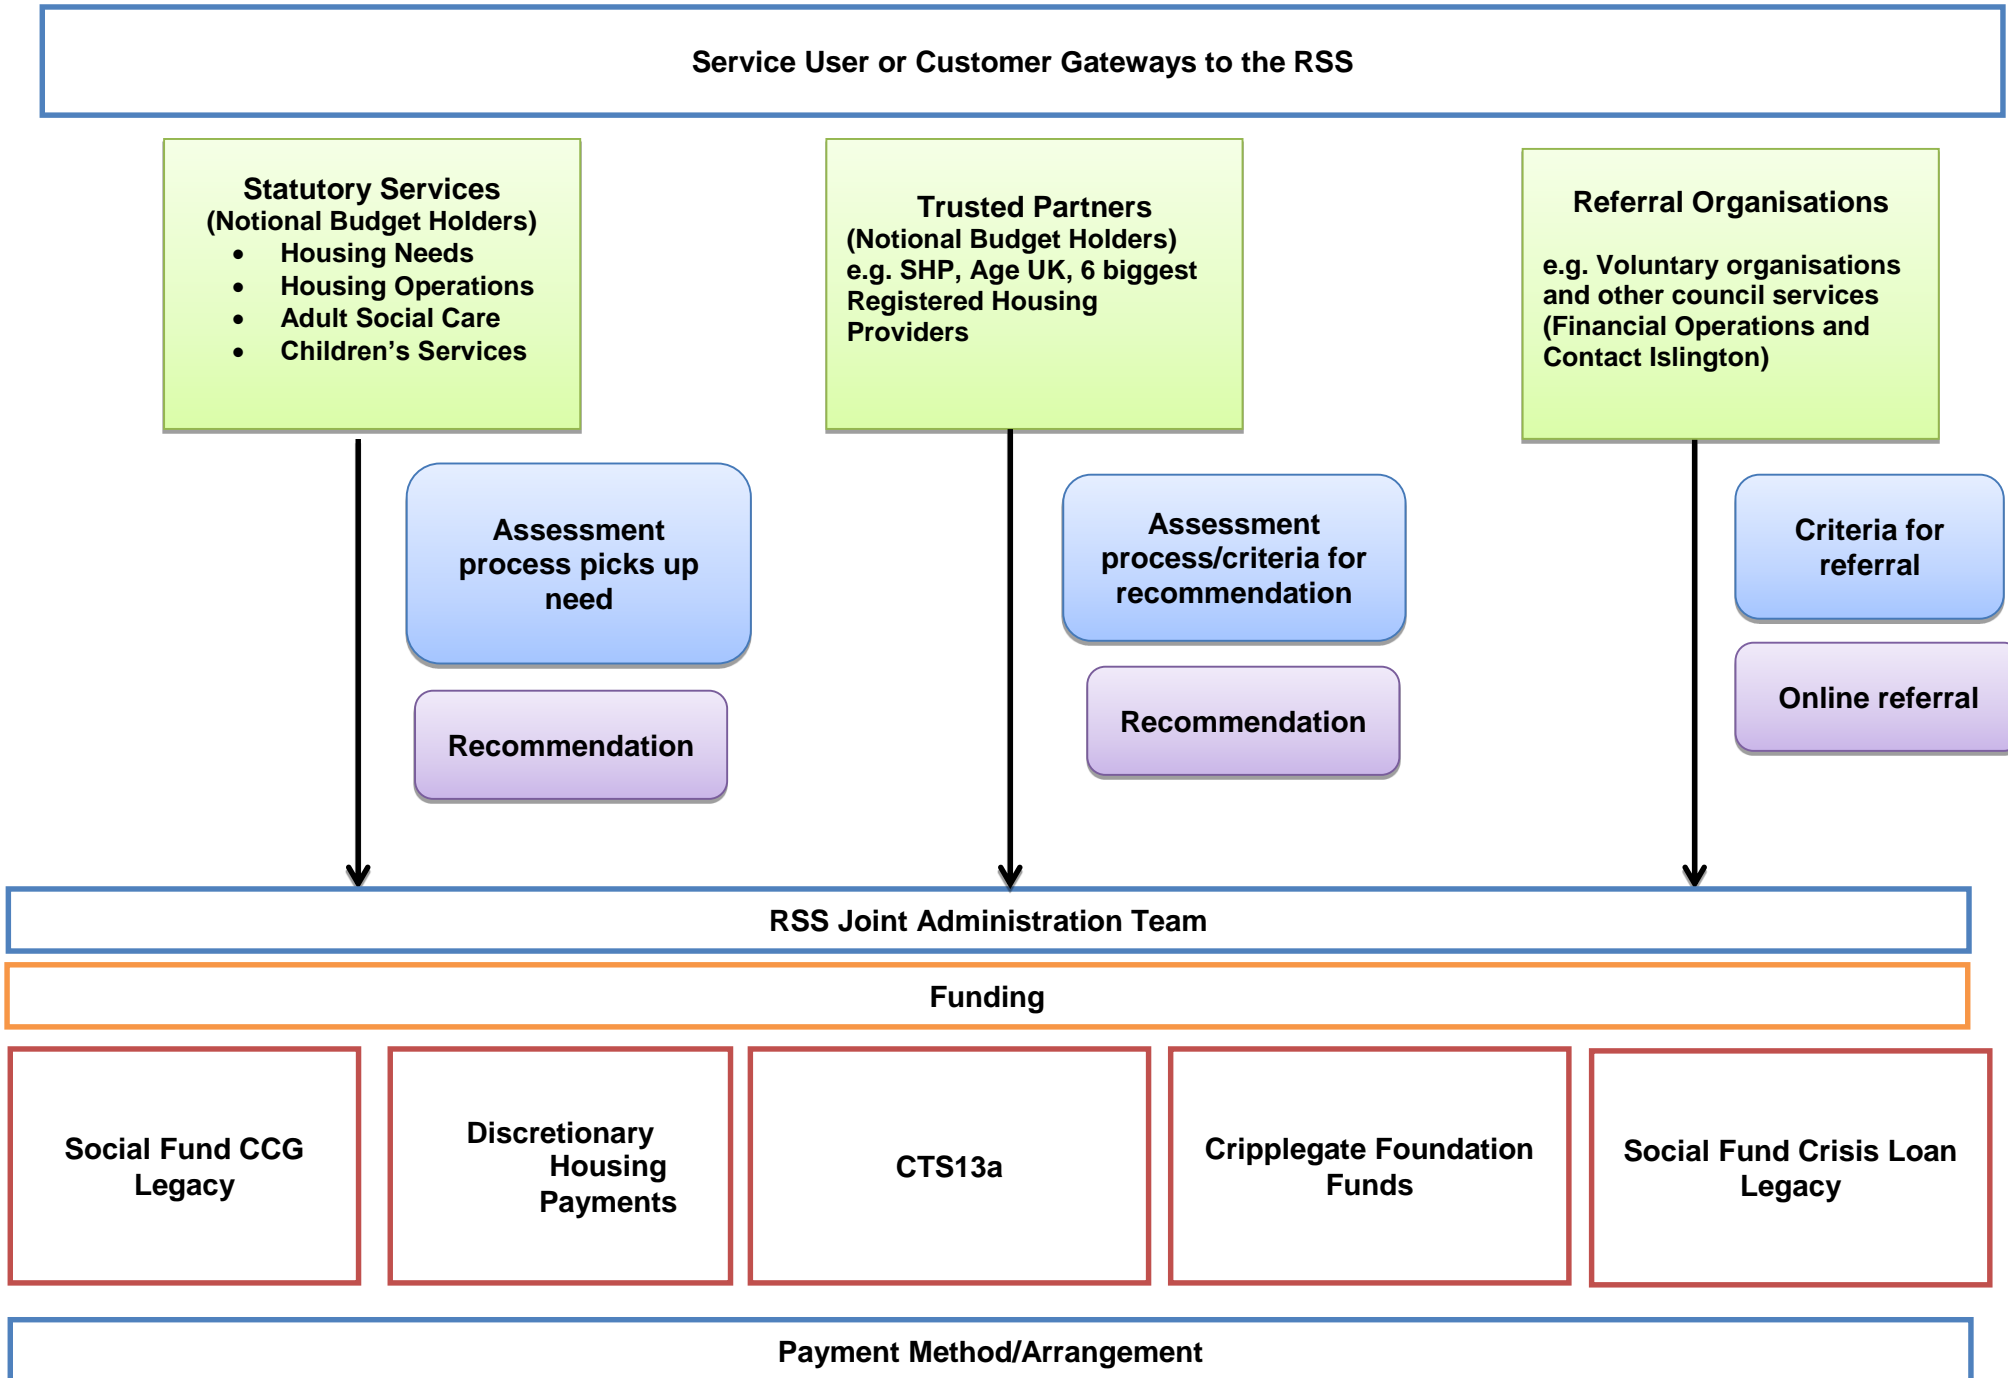 Service User or Customer Gateways to the RSS
Statutory Services
(Notional Budget Holders)
• Housing Needs
• Housing Operations
• Adult Social Care
• Children’s Services
Trusted Partners
(Notional Budget Holders)
e.g. SHP, Age UK, 6 biggest
Registered Housing
Providers
Referral Organisations
e.g. Voluntary organisations
and other council services
(Financial Operations and
Contact Islington)
Assessment
process picks up
need
Recommendation
Assessment
process/criteria for
recommendation
Recommendation
Criteria for
referral
Online referral
RSS Joint Administration Team
Funding
Social Fund CCG
Legacy
Discretionary
Housing
Payments
CTS13a
Cripplegate Foundation
Funds
Social Fund Crisis Loan
Legacy
Payment Method/Arrangement